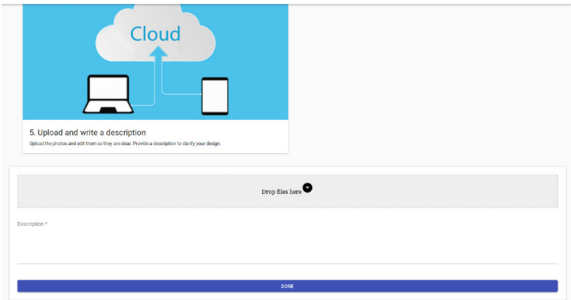 Cloud
5. Upload and write a description
Upload the photos and edit them so they are clear. Provide a description to clarify your design.
Drop files here
Description *
DONE